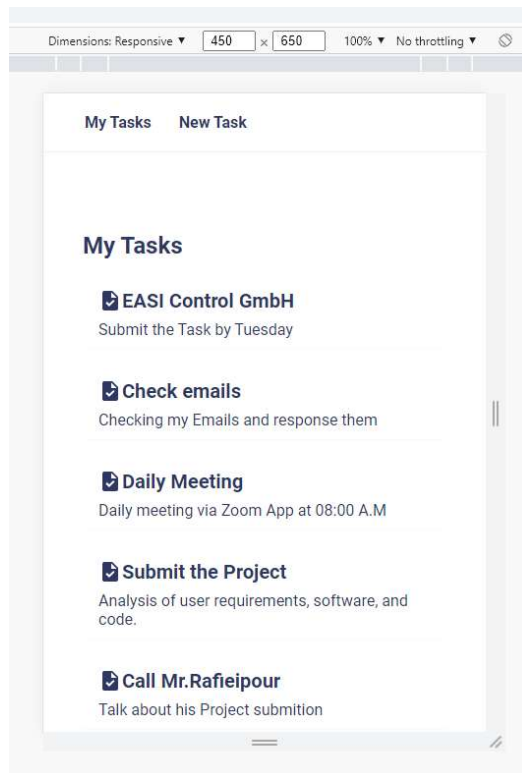 Dimensions: Responsive ▼ 450 × 650 100% ▼ No throttling ▼
My Tasks New Task
My Tasks
EASI Control GmbH
Submit the Task by Tuesday
Check emails
Checking my Emails and response them
Daily Meeting
Daily meeting via Zoom App at 08:00 A.M
Submit the Project
Analysis of user requirements, software, and
code.
Call Mr.Rafieipour
Talk about his Project submition